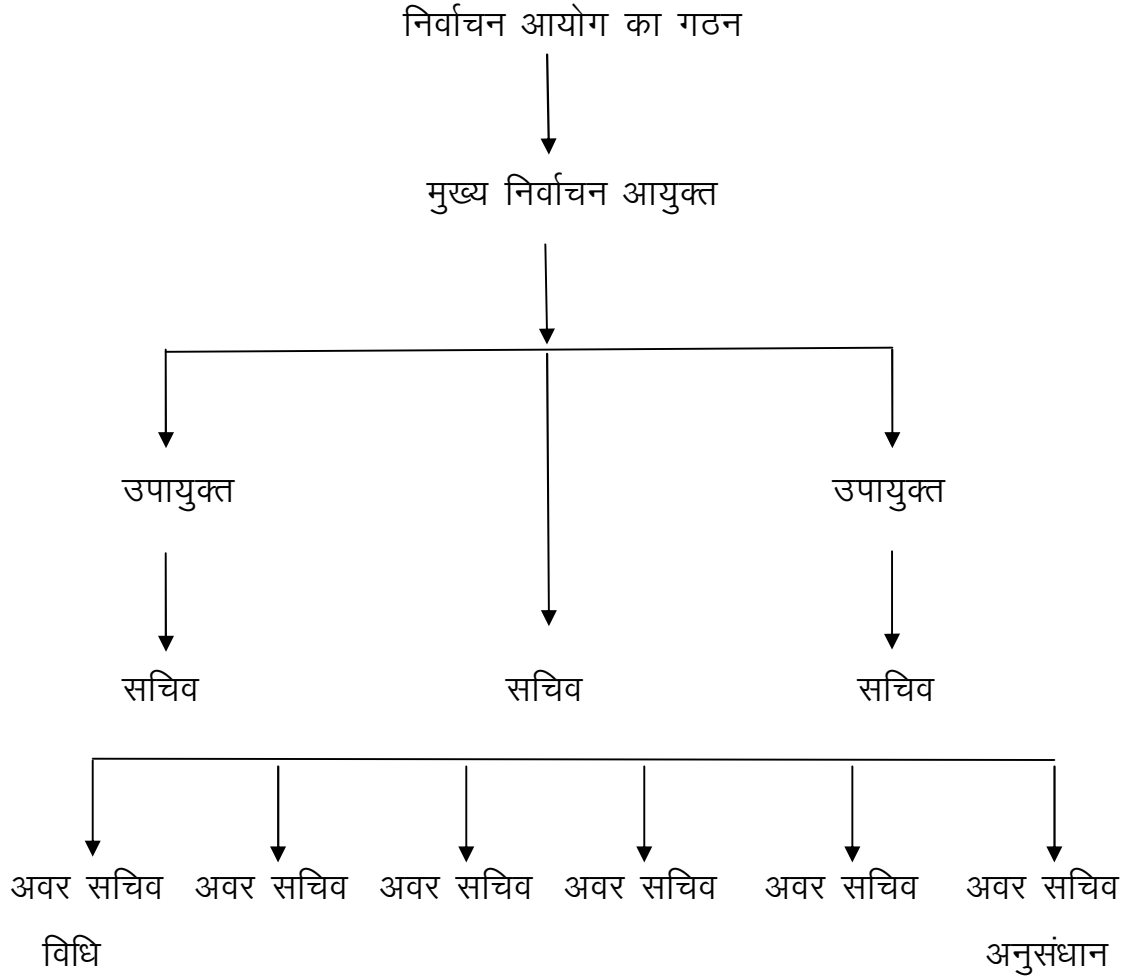 निर्वाचन आयोग का गठन
मुख्य निर्वाचन आयुक्त
उपायुक्त उपायुक्त
सचिव सचिव सचिव
अवर सचिव अवर सचिव अवर सचिव अवर सचिव अवर सचिव अवर सचिव
विधि अनुसंधान